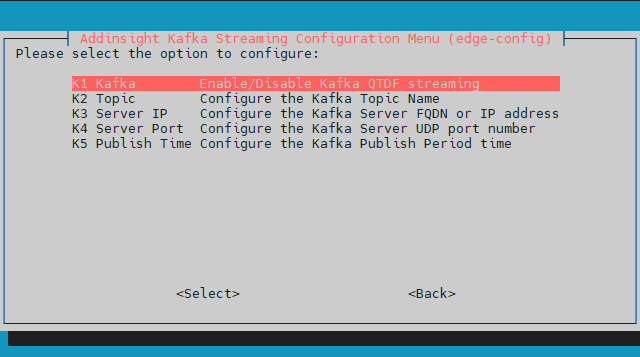 Addinsight Kafka Streaming Configuration Menu (edge-config)
Please select the option to configure:
K1 Kafka Enable/Disable Kafka QTDF streaming
K2 Topic Configure the Kafka Topic Name
K3 Server IP Configure the Kafka Server FQDN or IP address
K4 Server Port Configure the Kafka Server UDP port number
K5 Publish Time Configure the Kafka Publish Period time
<Select> <Back>